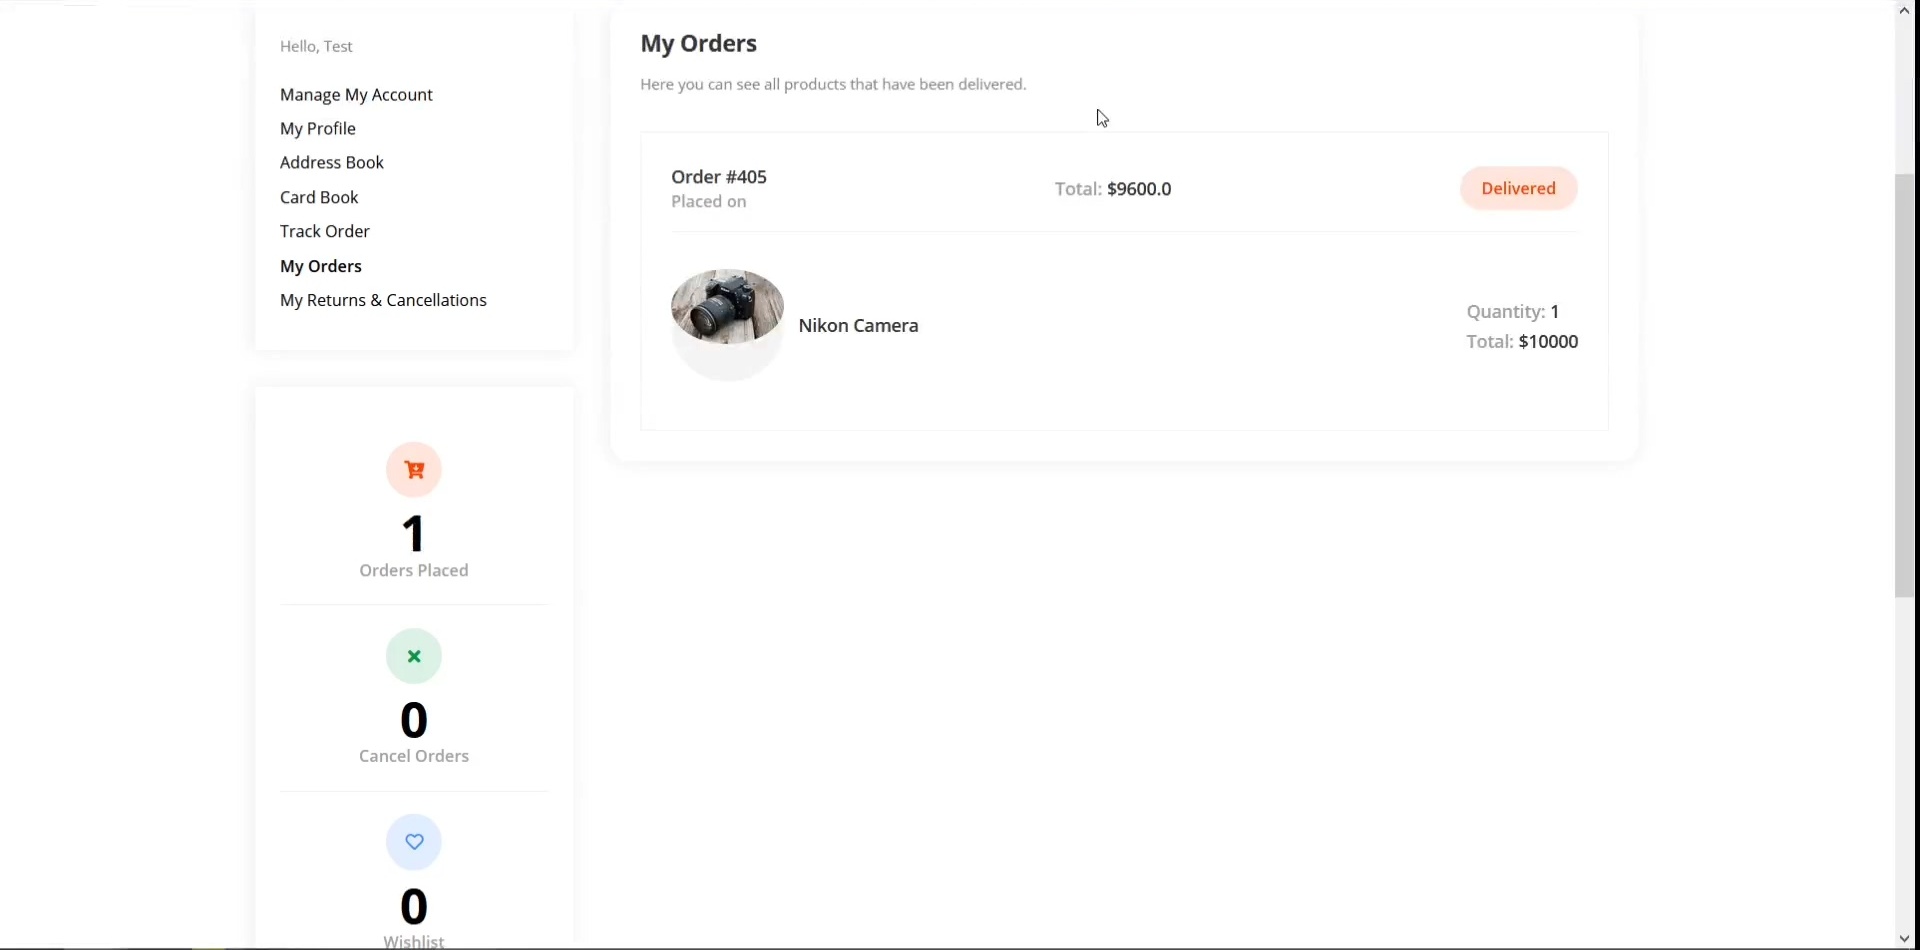 Hello, Test
Manage My Account
My Profile
Address Book
Card Book
Track Order
My Orders
My Returns & Cancellations
1
Orders Placed
0
Cancel Orders
0
Wishlist
My Orders
Here you can see all products that have been delivered.
Order #405
Placed on
Total: $9600.0
Delivered
Nikon Camera
Quantity: 1
Total: $10000